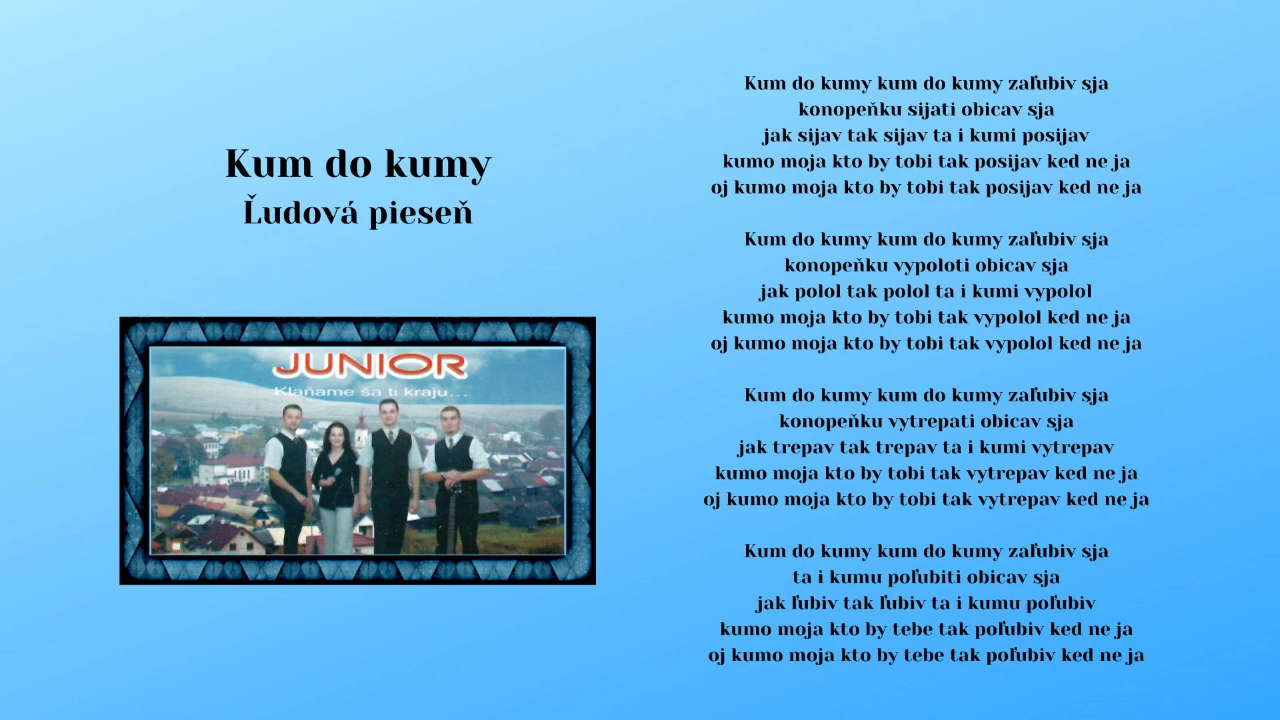 Kum do kumy
Ľudová pieseň
JUNIOR
Klaňame ša ti kraju...
Kum do kumy kum do kumy zaľubiv sja
konopeňku sijati obicav sja
jak sijav tak sijav ta i kumi posijav
kumo moja kto by tobi tak posijav ked ne ja
oj kumo moja kto by tobi tak posijav ked ne ja
Kum do kumy kum do kumy zaľubiv sja
konopeňku vypoloti obicav sja
jak polol tak polol ta i kumi vypolol
kumo moja kto by tobi tak vypolol ked ne ja
oj kumo moja kto by tobi tak vypolol ked ne ja
Kum do kumy kum do kumy zaľubiv sja
konopeňku vytrepati obicav sja
jak trepav tak trepav ta i kumi vytrepav
kumo moja kto by tobi tak vytrepav ked ne ja
oj kumo moja kto by tobi tak vytrepav ked ne ja
Kum do kumy kum do kumy zaľubiv sja
ta i kumu poľubiti obicav sja
jak ľubiv tak ľubiv ta i kumu poľubiv
kumo moja kto by tebe tak poľubiv ked ne ja
oj kumo moja kto by tebe tak poľubiv ked ne ja